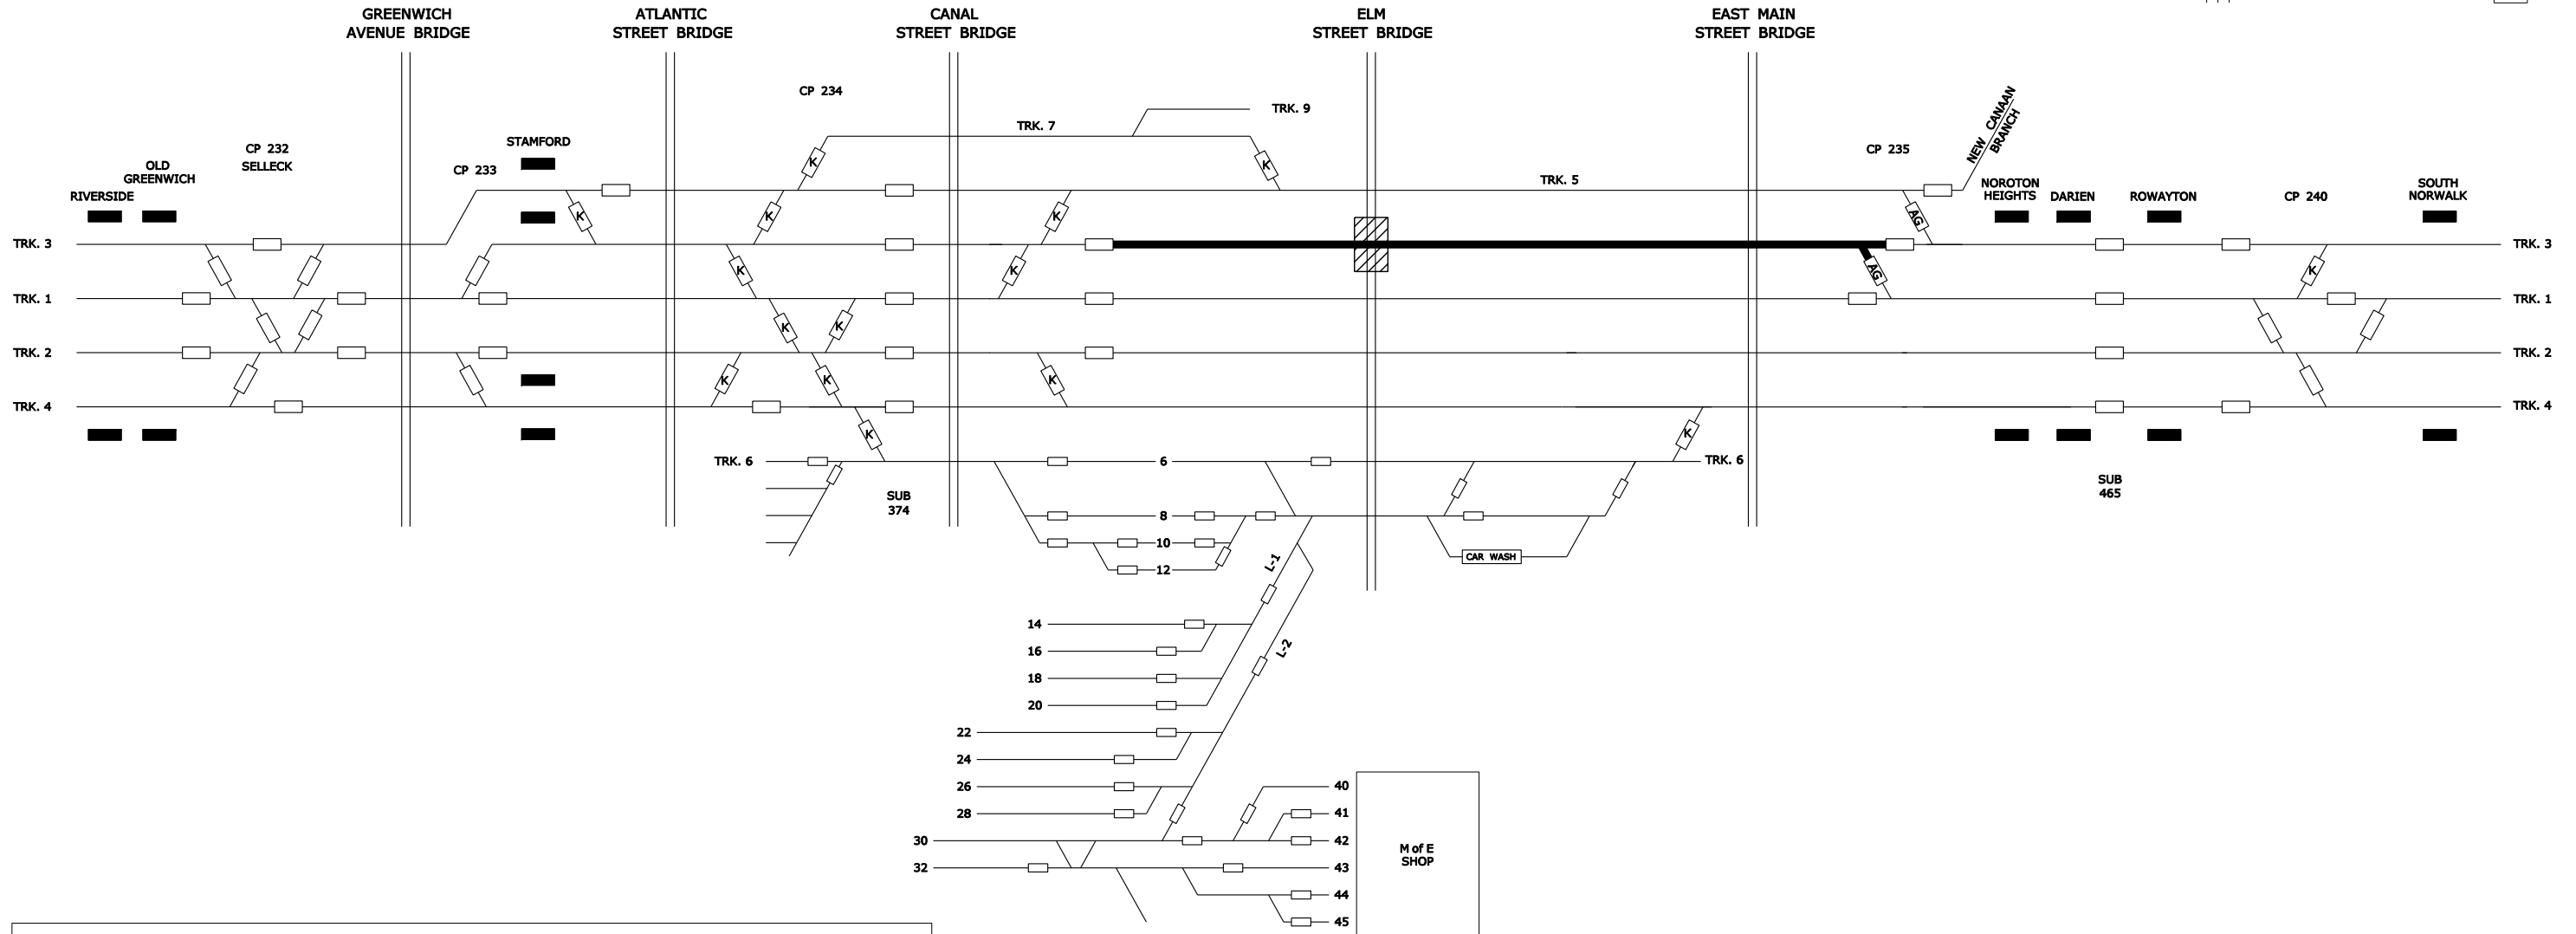 GREENWICH
AVENUE BRIDGE
ATLANTIC
STREET BRIDGE
CANAL
STREET BRIDGE
ELM
STREET BRIDGE
EAST MAIN
STREET BRIDGE
CP 234
TRK. 9
TRK. 7
NEW CANAAN
BRANCH
STAMFORD
CP 232
SELLECK
CP 233
CP 235
OLD
GREENWICH
RIVERSIDE
K
K
TRK. 5
NOROTON
HEIGHTS
DARIEN
ROWAYTON
CP 240
SOUTH
NORWALK
K
K
K
AG
TRK. 3
TRK. 3
K
K
AG
K
TRK. 1
TRK. 1
K
K
TRK. 2
TRK. 2
K
K
K
TRK. 4
TRK. 4
K
K
TRK. 6
6
TRK. 6
SUB
374
SUB
465
8
10
12
CAR WASH
L-1
L-2
14
16
18
20
22
24
26
28
30
32
40
41
42
43
44
45
M of E
SHOP